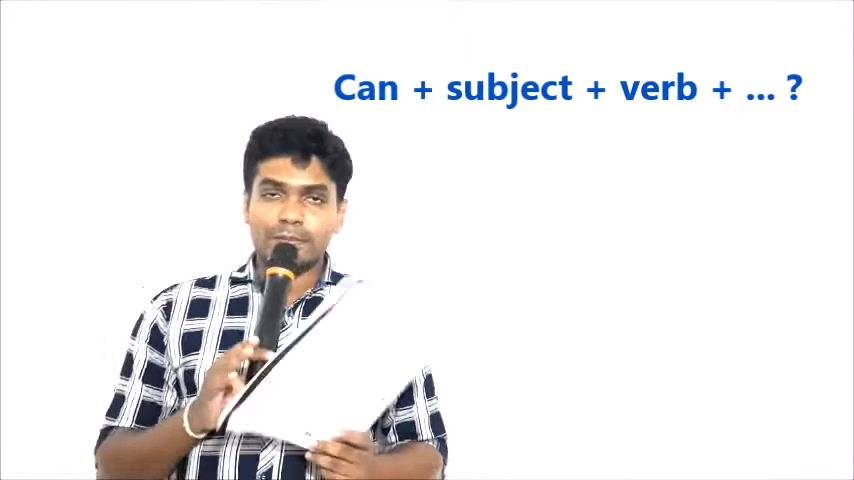 Can + subject + verb + ... ?